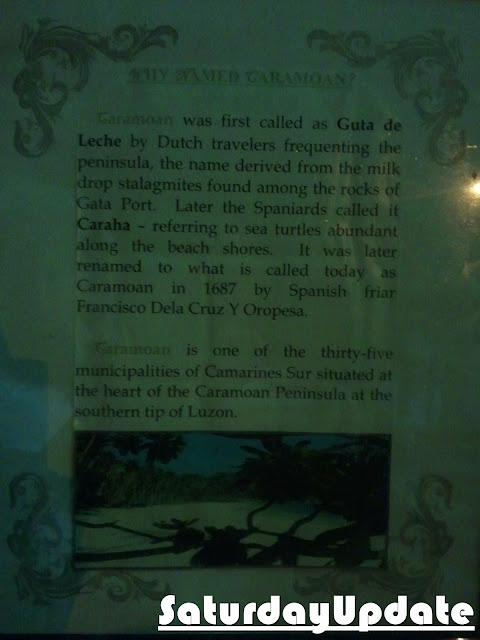 WHY NAMED CARAMOAN?
Caramoan was first called as Guta de
Leche by Dutch travelers frequenting the
peninsula, the name derived from the milk
drop stalagmites found among the rocks of
Gata Port. Later the Spaniards called it
Caraha – referring to sea turtles abundant
along the beach shores. It was later
renamed to what is called today as
Caramoan in 1687 by Spanish friar
Francisco Dela Cruz Y Oropesa.
Caramoan is one of the thirty-five
municipalities of Camarines Sur situated at
the heart of the Caramoan Peninsula at the
southern tip of Luzon.
SaturdayUpdate